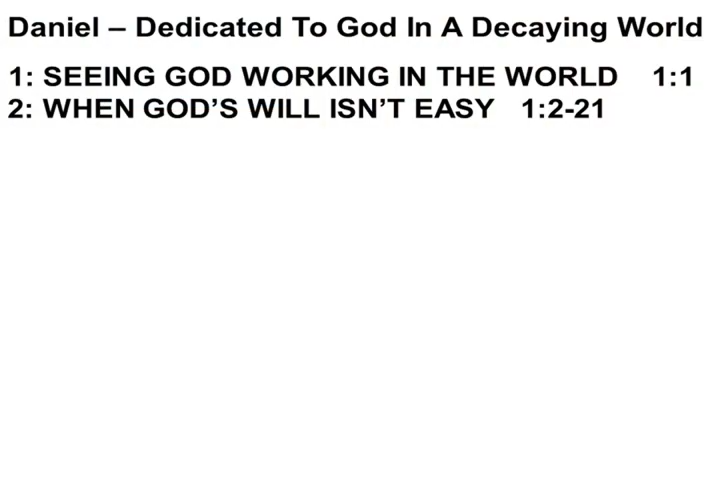 Daniel – Dedicated To God In A Decaying World
1: SEEING GOD WORKING IN THE WORLD 1:1
2: WHEN GOD’S WILL ISN’T EASY 1:2-21